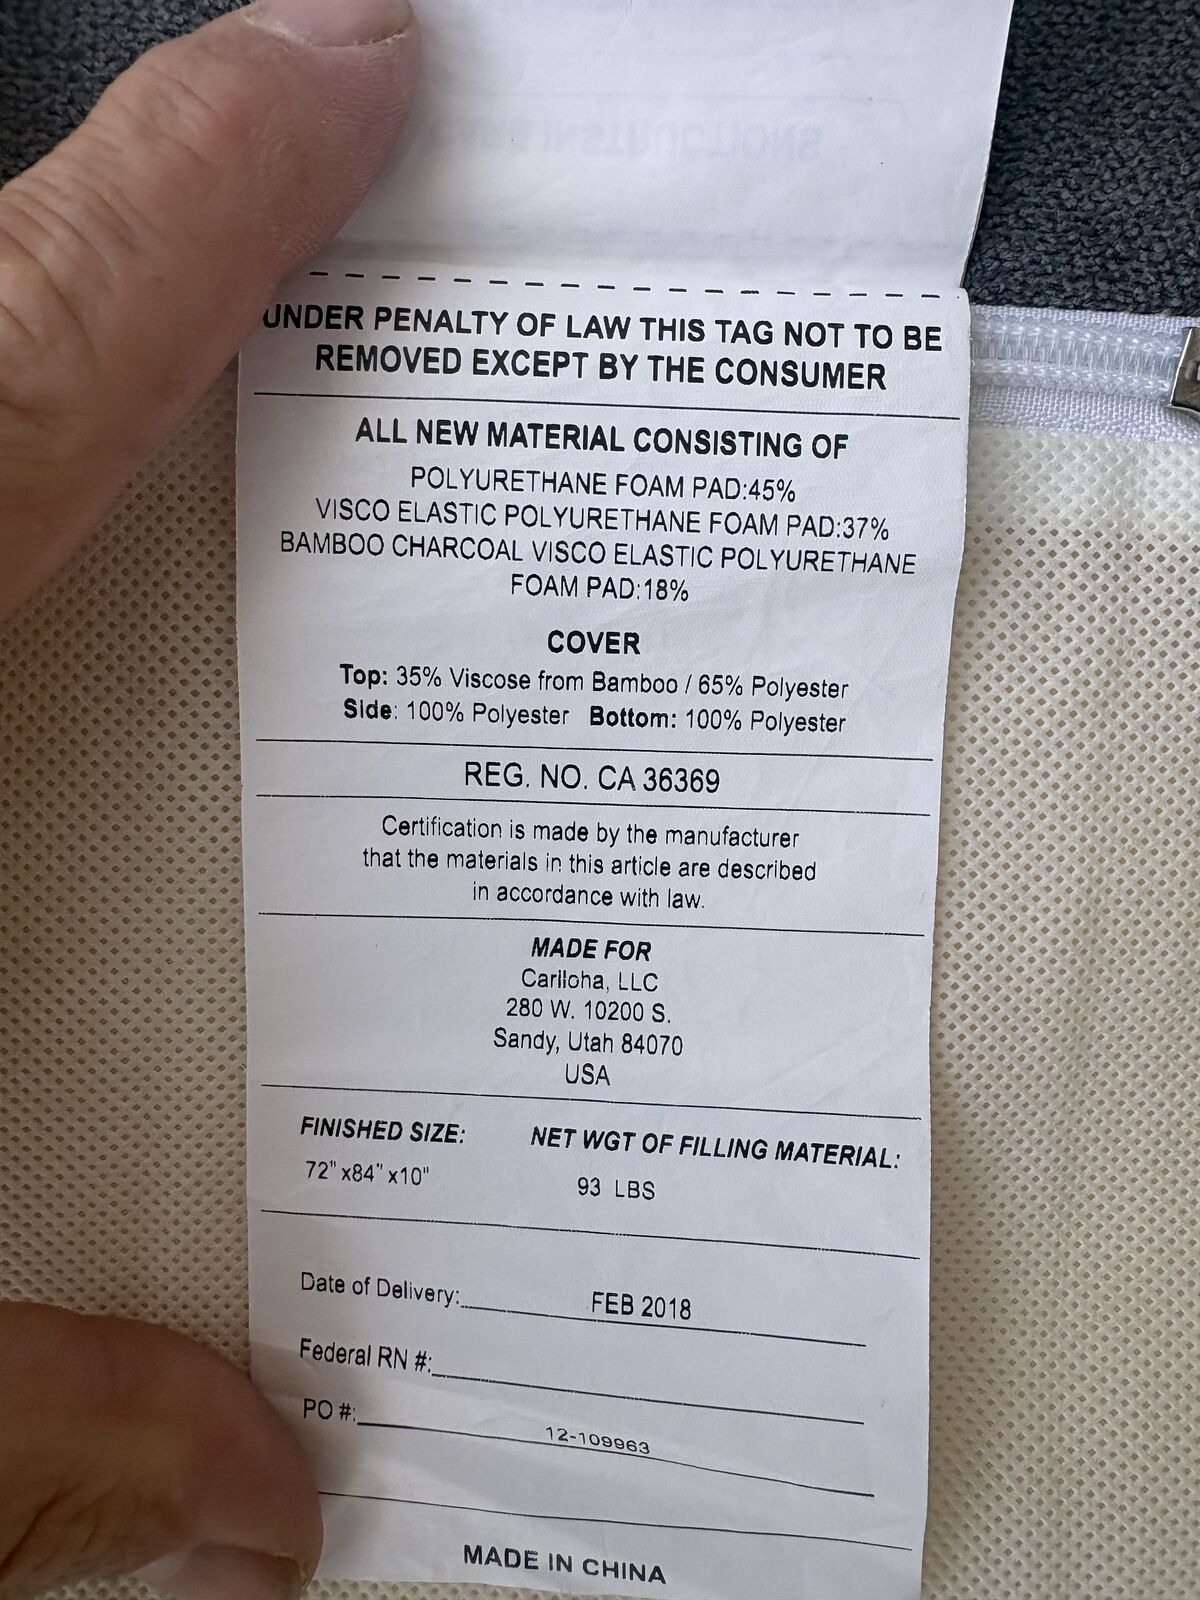 INSTRUCTIONS
UNDER PENALTY OF LAW THIS TAG NOT TO BE
REMOVED EXCEPT BY THE CONSUMER
ALL NEW MATERIAL CONSISTING OF
POLYURETHANE FOAM PAD:45%
VISCO ELASTIC POLYURETHANE FOAM PAD:37%
BAMBOO CHARCOAL VISCO ELASTIC POLYURETHANE
FOAM PAD:18%
COVER
Top: 35% Viscose from Bamboo / 65% Polyester
Side: 100% Polyester Bottom: 100% Polyester
REG. NO. CA 36369
Certification is made by the manufacturer
that the materials in this article are described
in accordance with law.
MADE FOR
Cariloha, LLC
280 W. 10200 S.
Sandy, Utah 84070
USA
FINISHED SIZE: NET WGT OF FILLING MATERIAL:
72"x84"x10" 93 LBS
Date of Delivery: FEB 2018
Federal RN #:
PO #: 12-109963
MADE IN CHINA